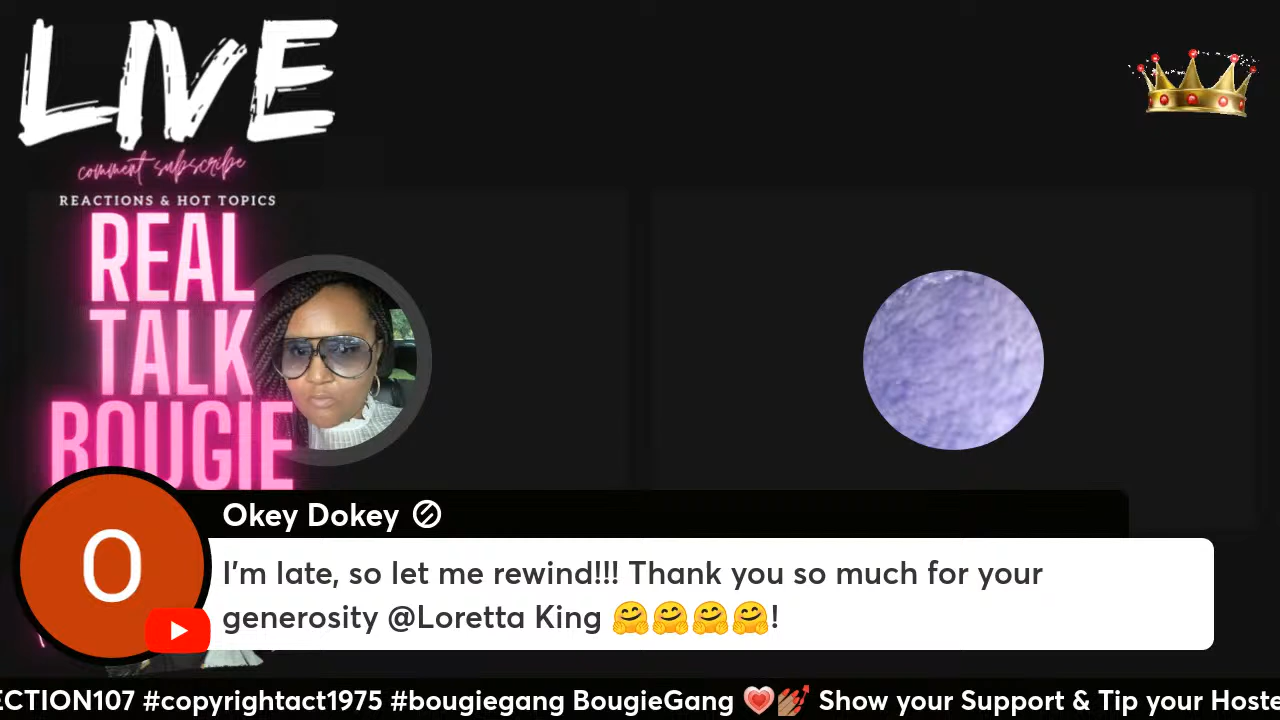 LIVE
comment subscribe
REACTIONS & HOT TOPICS
REAL
TALK
BOUGIE
O
Okey Dokey
I'm late, so let me rewind!!! Thank you so much for your
generosity @Loretta King 🤗🤗🤗🤗!
ECTION107 #copyrightact1975 #bougiegang BougieGang 💗💅🏽 Show your Support & Tip your Hoste